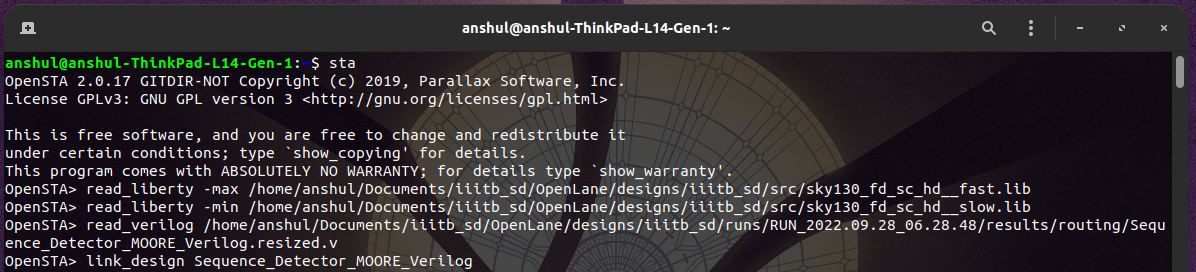 anshul@anshul-ThinkPad-L14-Gen-1: ~
anshul@anshul-ThinkPad-L14-Gen-1:~$ sta
OpenSTA 2.0.17 GITDIR-NOT Copyright (c) 2019, Parallax Software, Inc.
License GPLv3: GNU GPL version 3 <http://gnu.org/licenses/gpl.html>
This is free software, and you are free to change and redistribute it
under certain conditions; type `show_copying' for details.
This program comes with ABSOLUTELY NO WARRANTY; for details type `show_warranty'.
OpenSTA> read_liberty -max /home/anshul/Documents/iiitb_sd/OpenLane/designs/iiitb_sd/src/sky130_fd_sc_hd__fast.lib
OpenSTA> read_liberty -min /home/anshul/Documents/iiitb_sd/OpenLane/designs/iiitb_sd/src/sky130_fd_sc_hd__slow.lib
OpenSTA> read_verilog /home/anshul/Documents/iiitb_sd/OpenLane/designs/iiitb_sd/runs/RUN_2022.09.28_06.28.48/results/routing/Sequ
ence_Detector_MOORE_Verilog.resized.v
OpenSTA> link_design Sequence_Detector_MOORE_Verilog